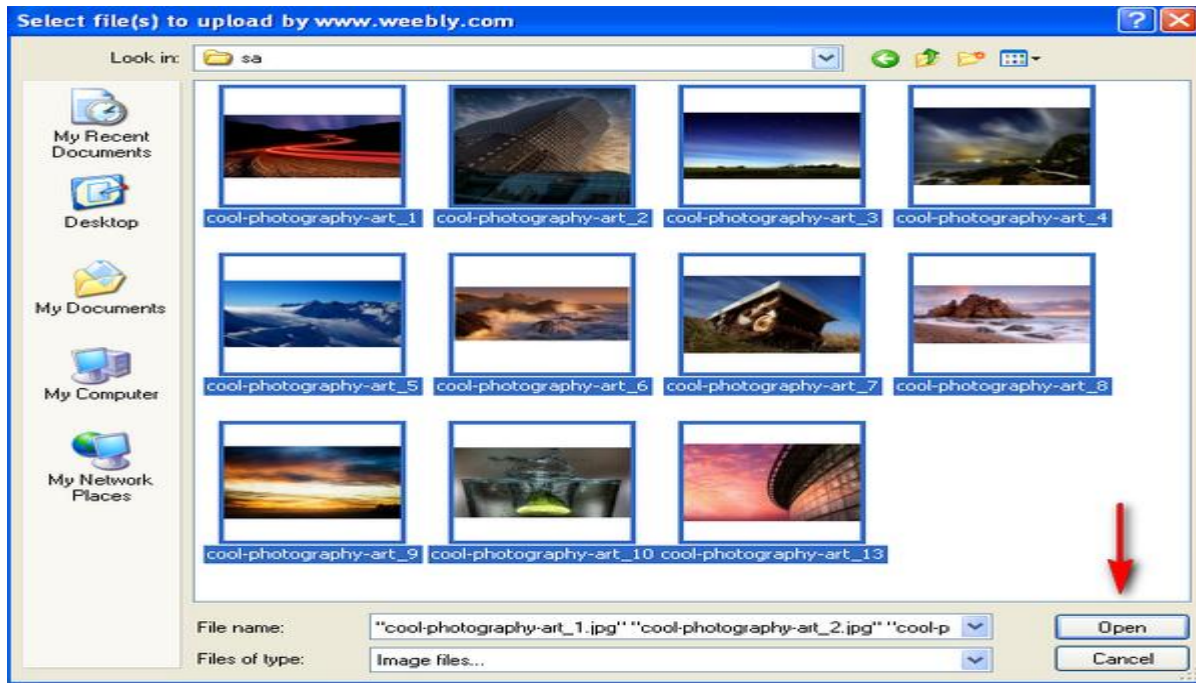 Select file(s) to upload by www.weebly.com
Look in:
sa
My Recent
Documents
Desktop
My Documents
My Computer
My Network
Places
cool-photography-art_1
cool-photography-art_2
cool-photography-art_3
cool-photography-art_4
cool-photography-art_5
cool-photography-art_6
cool-photography-art_7
cool-photography-art_8
cool-photography-art_9
cool-photography-art_10
cool-photography-art_13
File name:
"cool-photography-art_1.jpg" "cool-photography-art_2.jpg" "cool-p
Open
Files of type:
Image files...
Cancel